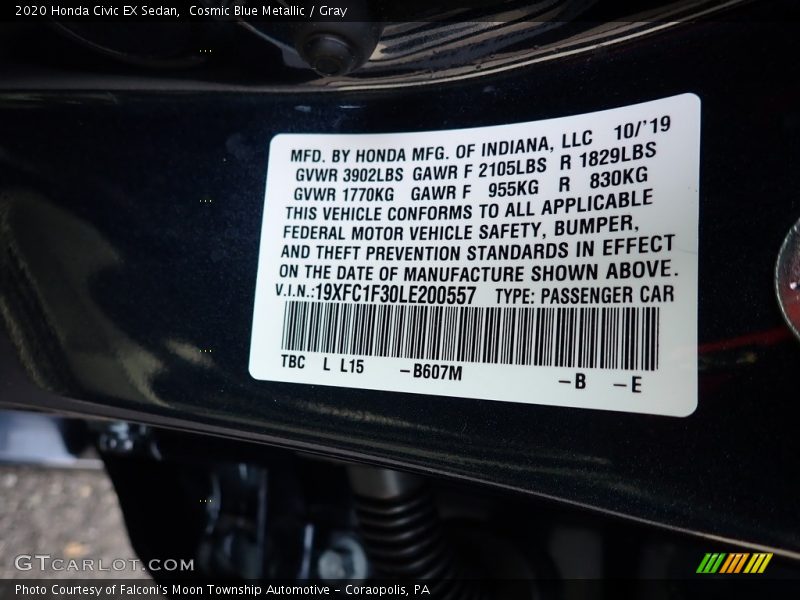 2020 Honda Civic EX Sedan,  Cosmic Blue Metallic / Gray
MFD. BY HONDA MFG. OF INDIANA, LLC 10/'19
GVWR 3902LBS GAWR F 2105LBS R 1829LBS
GVWR 1770KG GAWR F 955KG R 830KG
THIS VEHICLE CONFORMS TO ALL APPLICABLE
FEDERAL MOTOR VEHICLE SAFETY, BUMPER,
AND THEFT PREVENTION STANDARDS IN EFFECT
ON THE DATE OF MANUFACTURE SHOWN ABOVE.
V.I.N.:19XFC1F30LE200557 TYPE: PASSENGER CAR
TBC L L15 –B607M –B –E
GTCARLOT.COM
Photo Courtesy of Falconi's Moon Township Automotive – Coraopolis, PA